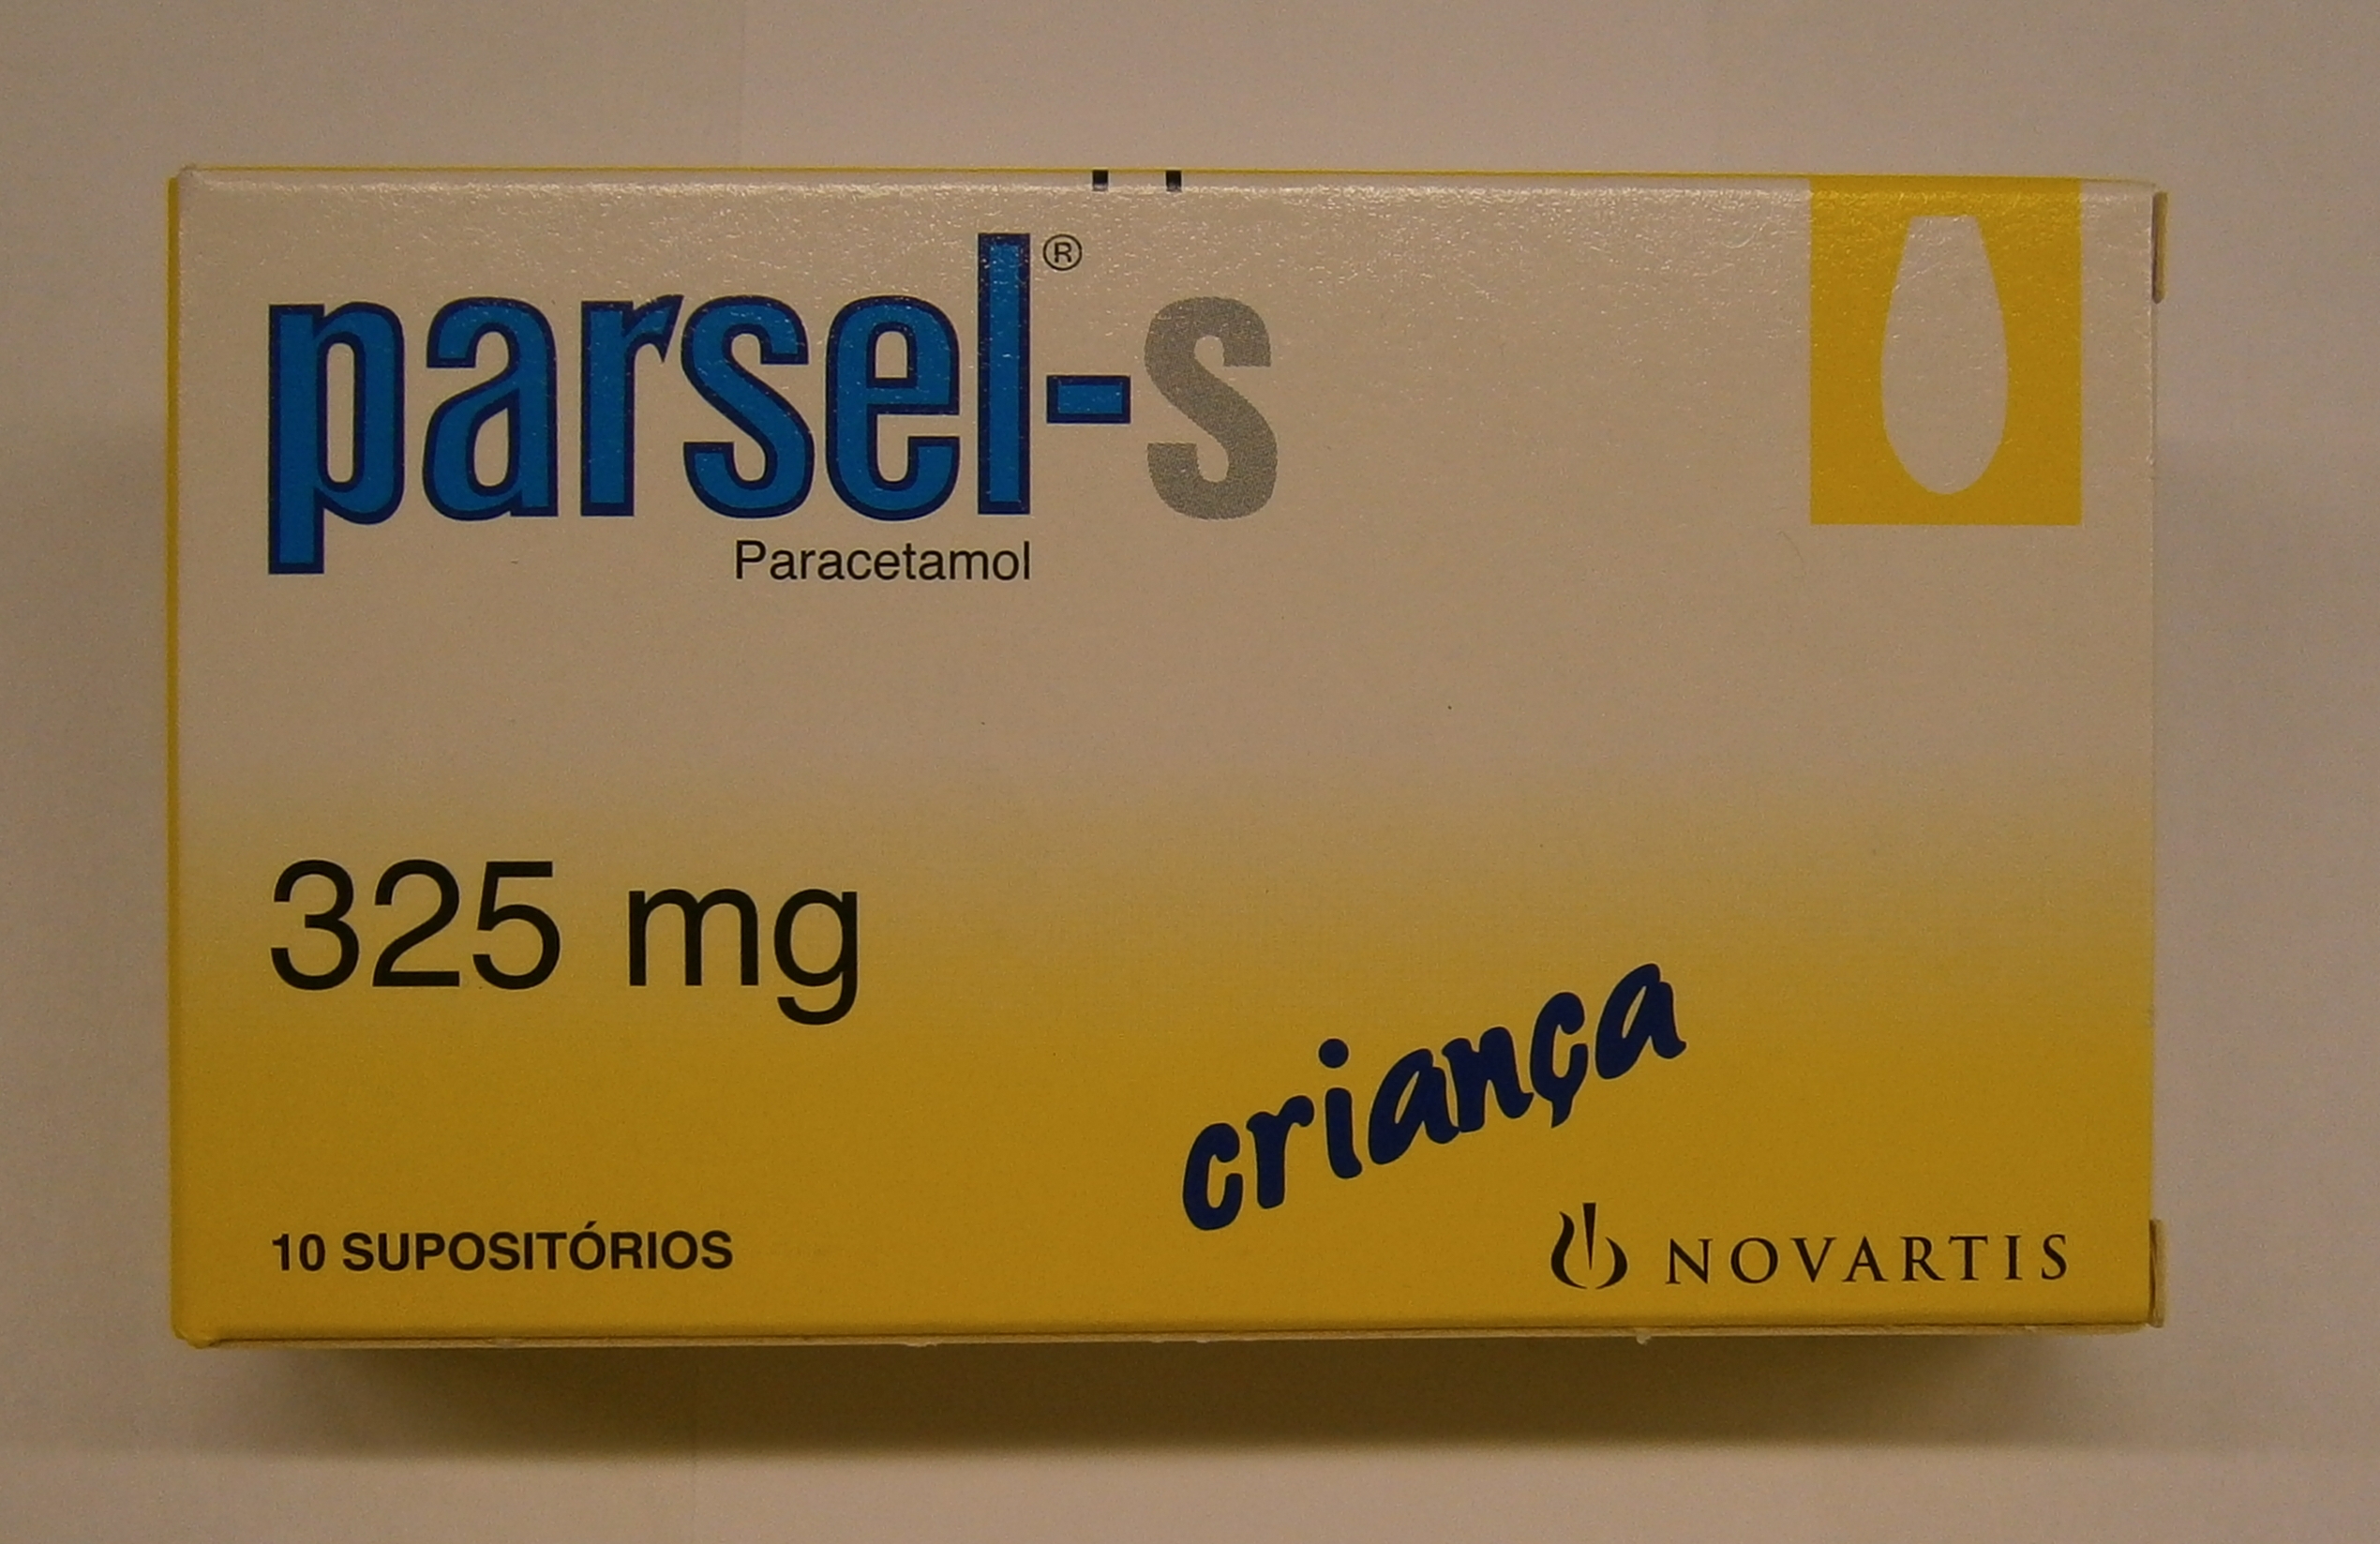 parsel-s®
Paracetamol
325 mg
criança
10 SUPOSITÓRIOS
NOVARTIS